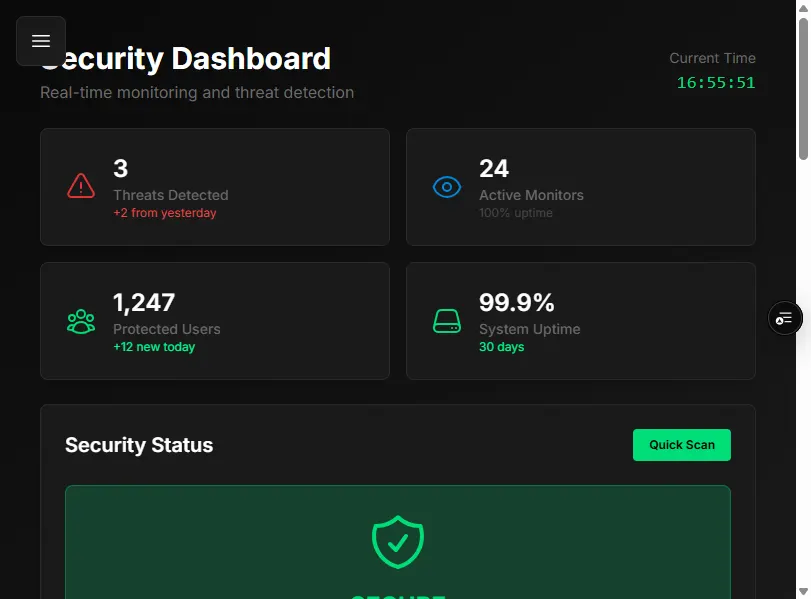 Security Dashboard
Real-time monitoring and threat detection
Current Time
16:55:51
3
Threats Detected
+2 from yesterday
24
Active Monitors
100% uptime
1,247
Protected Users
+12 new today
99.9%
System Uptime
30 days
Security Status
Quick Scan
SECURE